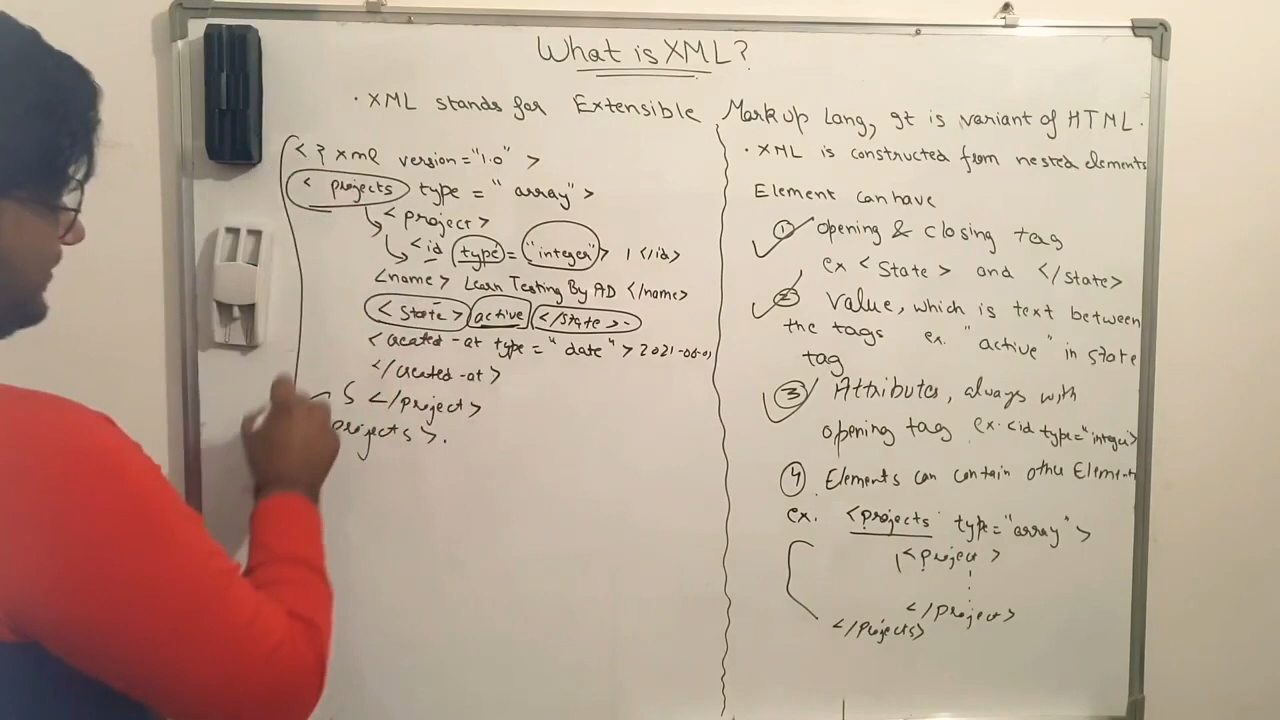 What is XML?
· XML stands for Extensible Markup Lang, It is variant of HTML.
<? xml version="1.0" >
< projects type = "array" >
< project >
<id type = "integer"> 1 </id>
<name> Learn Testing By AD </name>
< State > active </State >
< created -at type = "date" > 2021-06-01
</ created -at >
</project>
projects >.
· XML is constructed from nested elements
Element can have
① opening & closing tag
ex < State > and </state>
② Value, which is text between
the tags ex. "active" in state
tag
③ Attributes, always with
opening tag ex. <id type="integer">
④ Elements can contain other Element
ex. <projects type="array" >
<project >
</project>
</projects>